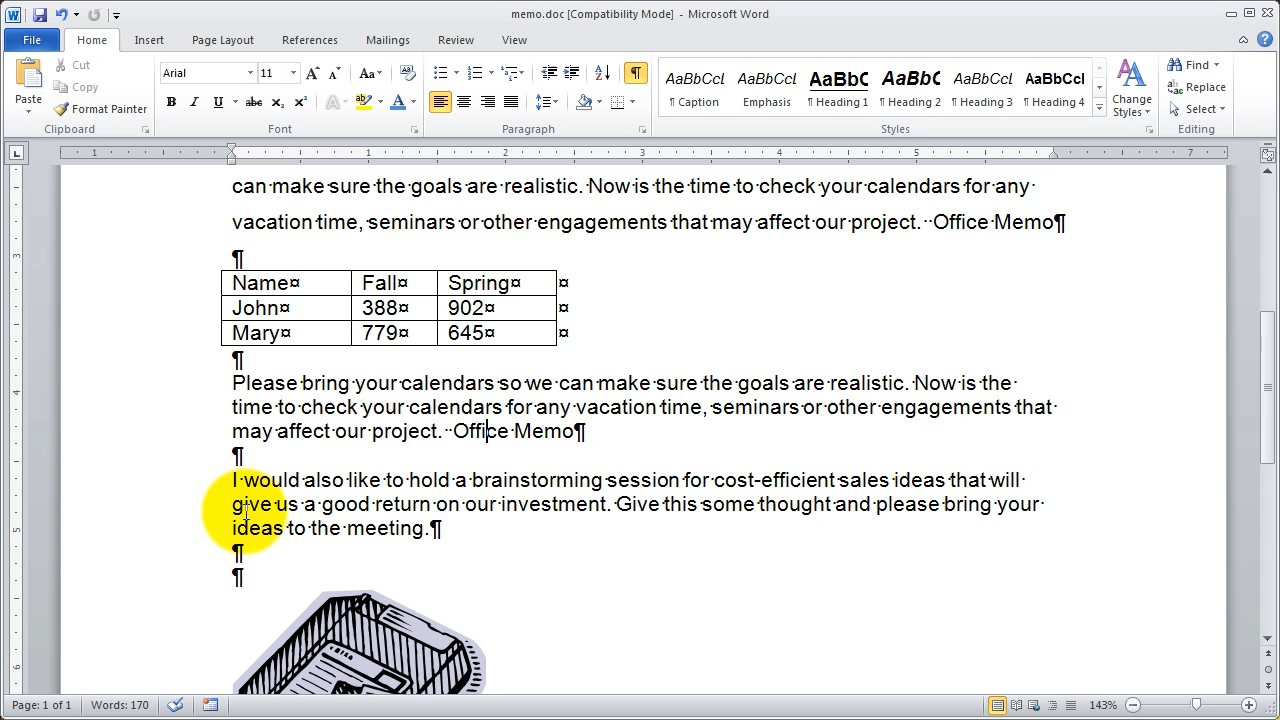 memo.doc [Compatibility Mode] - Microsoft Word
File Home Insert Page Layout References Mailings Review View
Paste Cut Copy Format Painter
Arial 11
AaBbCcI AaBbCcI AaBbC AaBbC AaBbCcI AaBbCcI
¶ Caption Emphasis ¶ Heading 1 ¶ Heading 2 ¶ Heading 3 ¶ Heading 4
Change Styles
Find Replace Select
Clipboard Font Paragraph Styles Editing
1 1 2 3 4 5 7
can·make·sure·the·goals·are·realistic.·Now·is·the·time·to·check·your·calendars·for·any·
vacation·time,·seminars·or·other·engagements·that·may·affect·our·project.··Office·Memo¶
¶
Name¤ Fall¤ Spring¤ ¤
John¤ 388¤ 902¤ ¤
Mary¤ 779¤ 645¤ ¤
¶
Please·bring·your·calendars·so·we·can·make·sure·the·goals·are·realistic.·Now·is·the·
time·to·check·your·calendars·for·any·vacation·time,·seminars·or·other·engagements·that·
may·affect·our·project.··Office·Memo¶
¶
I·would·also·like·to·hold·a·brainstorming·session·for·cost-efficient·sales·ideas·that·will·
give·us·a·good·return·on·our·investment.·Give·this·some·thought·and·please·bring·your·
ideas·to·the·meeting.¶
¶
¶
Page: 1 of 1 Words: 170 143%